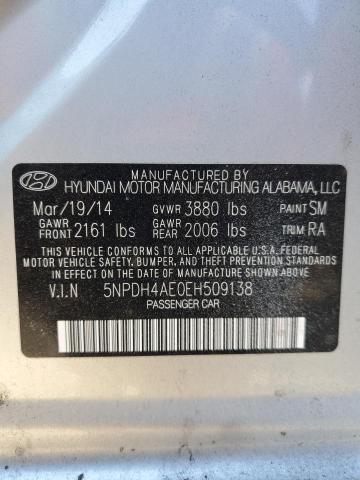 MANUFACTURED BY
HYUNDAI MOTOR MANUFACTURING ALABAMA, LLC
Mar/19/14 GVWR 3880 lbs PAINT SM
GAWR FRONT 2161 lbs GAWR REAR 2006 lbs TRIM RA
THIS VEHICLE CONFORMS TO ALL APPLICABLE U.S.A. FEDERAL
MOTOR VEHICLE SAFETY, BUMPER, AND THEFT PREVENTION
STANDARDS IN EFFECT ON THE DATE OF MANUFACTURE SHOWN ABOVE.
V.I.N 5NPDH4AE0EH509138
PASSENGER CAR